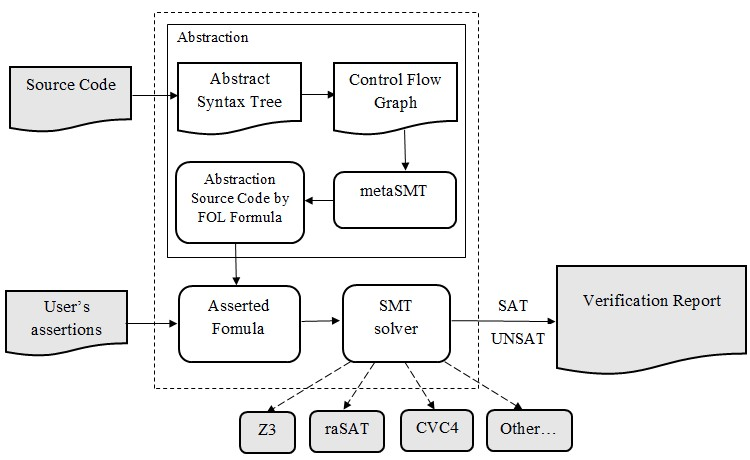 Abstraction
Source Code
Abstract
Syntax Tree
Control Flow
Graph
Abstraction
Source Code by
FOL Formula
metaSMT
User's
assertions
Asserted
Fomula
SMT
solver
SAT
UNSAT
Verification Report
Z3
raSAT
CVC4
Other...